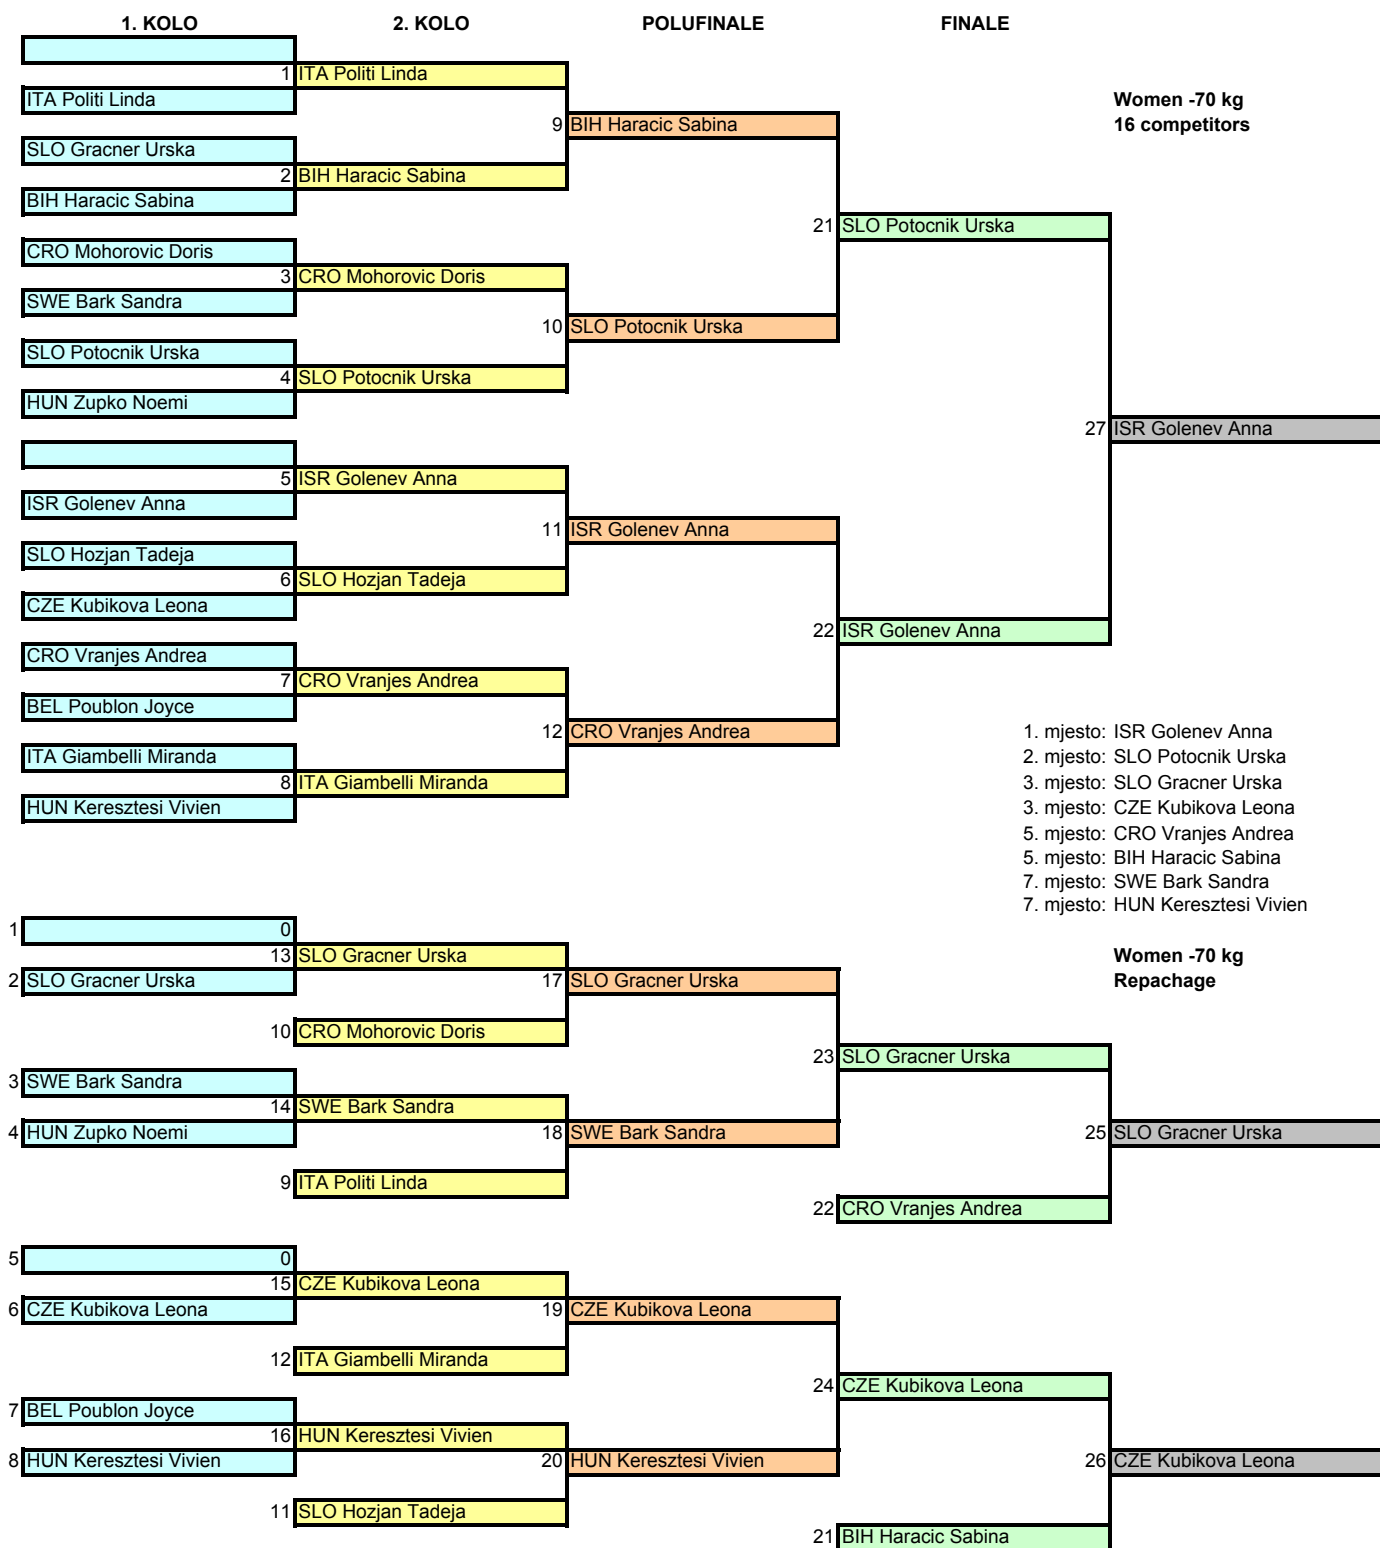 1. KOLO 2. KOLO POLUFINALE FINALE
1 ITA Politi Linda
ITA Politi Linda Women -70 kg
9 BIH Haracic Sabina 16 competitors
SLO Gracner Urska
2 BIH Haracic Sabina
BIH Haracic Sabina
21 SLO Potocnik Urska
CRO Mohorovic Doris
3 CRO Mohorovic Doris
SWE Bark Sandra
10 SLO Potocnik Urska
SLO Potocnik Urska
4 SLO Potocnik Urska
HUN Zupko Noemi
27 ISR Golenev Anna
5 ISR Golenev Anna
ISR Golenev Anna
11 ISR Golenev Anna
SLO Hozjan Tadeja
6 SLO Hozjan Tadeja
CZE Kubikova Leona
22 ISR Golenev Anna
CRO Vranjes Andrea
7 CRO Vranjes Andrea
BEL Poublon Joyce
12 CRO Vranjes Andrea 1. mjesto: ISR Golenev Anna
ITA Giambelli Miranda 2. mjesto: SLO Potocnik Urska
8 ITA Giambelli Miranda 3. mjesto: SLO Gracner Urska
HUN Keresztesi Vivien 3. mjesto: CZE Kubikova Leona
5. mjesto: CRO Vranjes Andrea
5. mjesto: BIH Haracic Sabina
7. mjesto: SWE Bark Sandra
7. mjesto: HUN Keresztesi Vivien
1 0
13 SLO Gracner Urska Women -70 kg
2 SLO Gracner Urska 17 SLO Gracner Urska Repachage
10 CRO Mohorovic Doris
23 SLO Gracner Urska
3 SWE Bark Sandra
14 SWE Bark Sandra
4 HUN Zupko Noemi 18 SWE Bark Sandra 25 SLO Gracner Urska
9 ITA Politi Linda
22 CRO Vranjes Andrea
5 0
15 CZE Kubikova Leona
6 CZE Kubikova Leona 19 CZE Kubikova Leona
12 ITA Giambelli Miranda
24 CZE Kubikova Leona
7 BEL Poublon Joyce
16 HUN Keresztesi Vivien
8 HUN Keresztesi Vivien 20 HUN Keresztesi Vivien 26 CZE Kubikova Leona
11 SLO Hozjan Tadeja
21 BIH Haracic Sabina